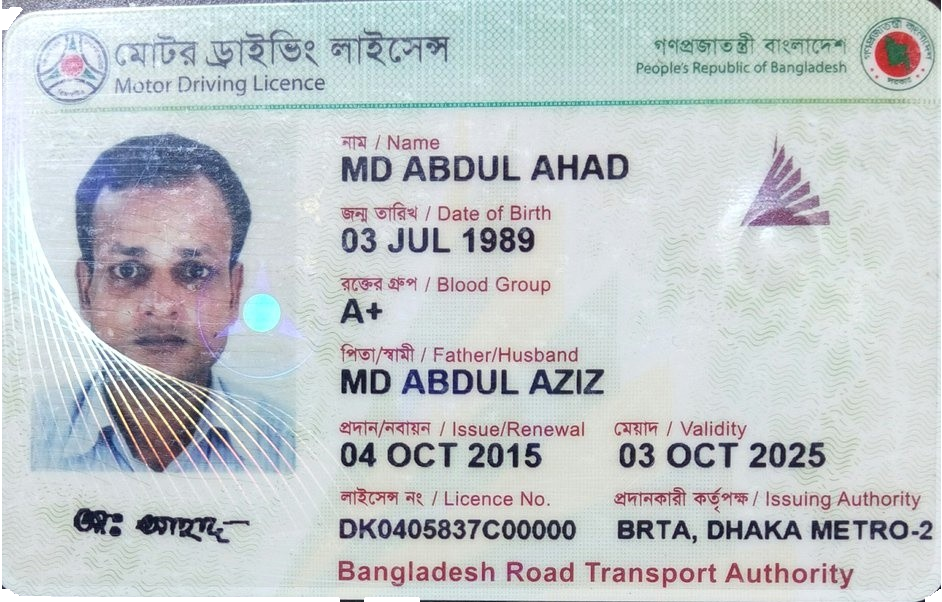 মোটর ড্রাইভিং লাইসেন্স
Motor Driving Licence
গণপ্রজাতন্ত্রী বাংলাদেশ
People's Republic of Bangladesh
নাম / Name
MD ABDUL AHAD
জন্ম তারিখ / Date of Birth
03 JUL 1989
রক্তের গ্রুপ / Blood Group
A+
পিতা/স্বামী / Father/Husband
MD ABDUL AZIZ
প্রদান/নবায়ন / Issue/Renewal মেয়াদ / Validity
04 OCT 2015 03 OCT 2025
লাইসেন্স নং / Licence No. প্রদানকারী কর্তৃপক্ষ / Issuing Authority
DK0405837C00000 BRTA, DHAKA METRO-2
Bangladesh Road Transport Authority